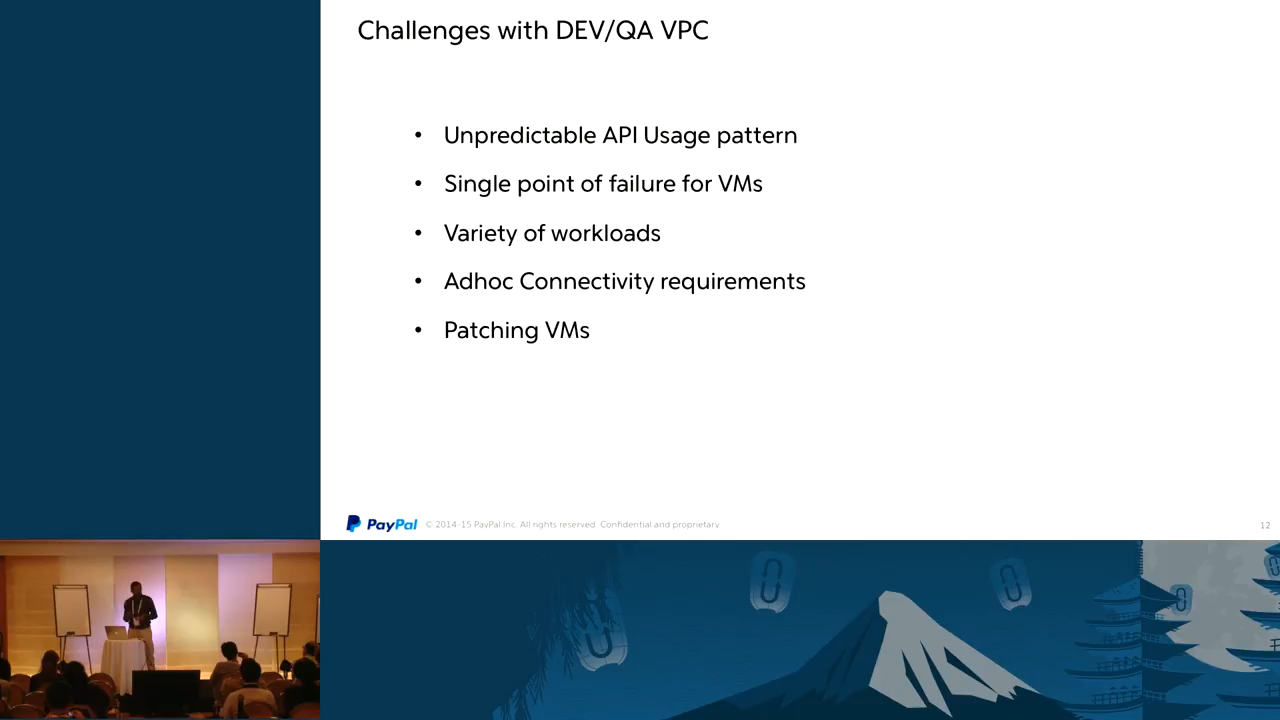 Challenges with DEV/QA VPC
• Unpredictable API Usage pattern
• Single point of failure for VMs
• Variety of workloads
• Adhoc Connectivity requirements
• Patching VMs
PayPal © 2014-15 PayPal Inc. All rights reserved. Confidential and proprietary.
12